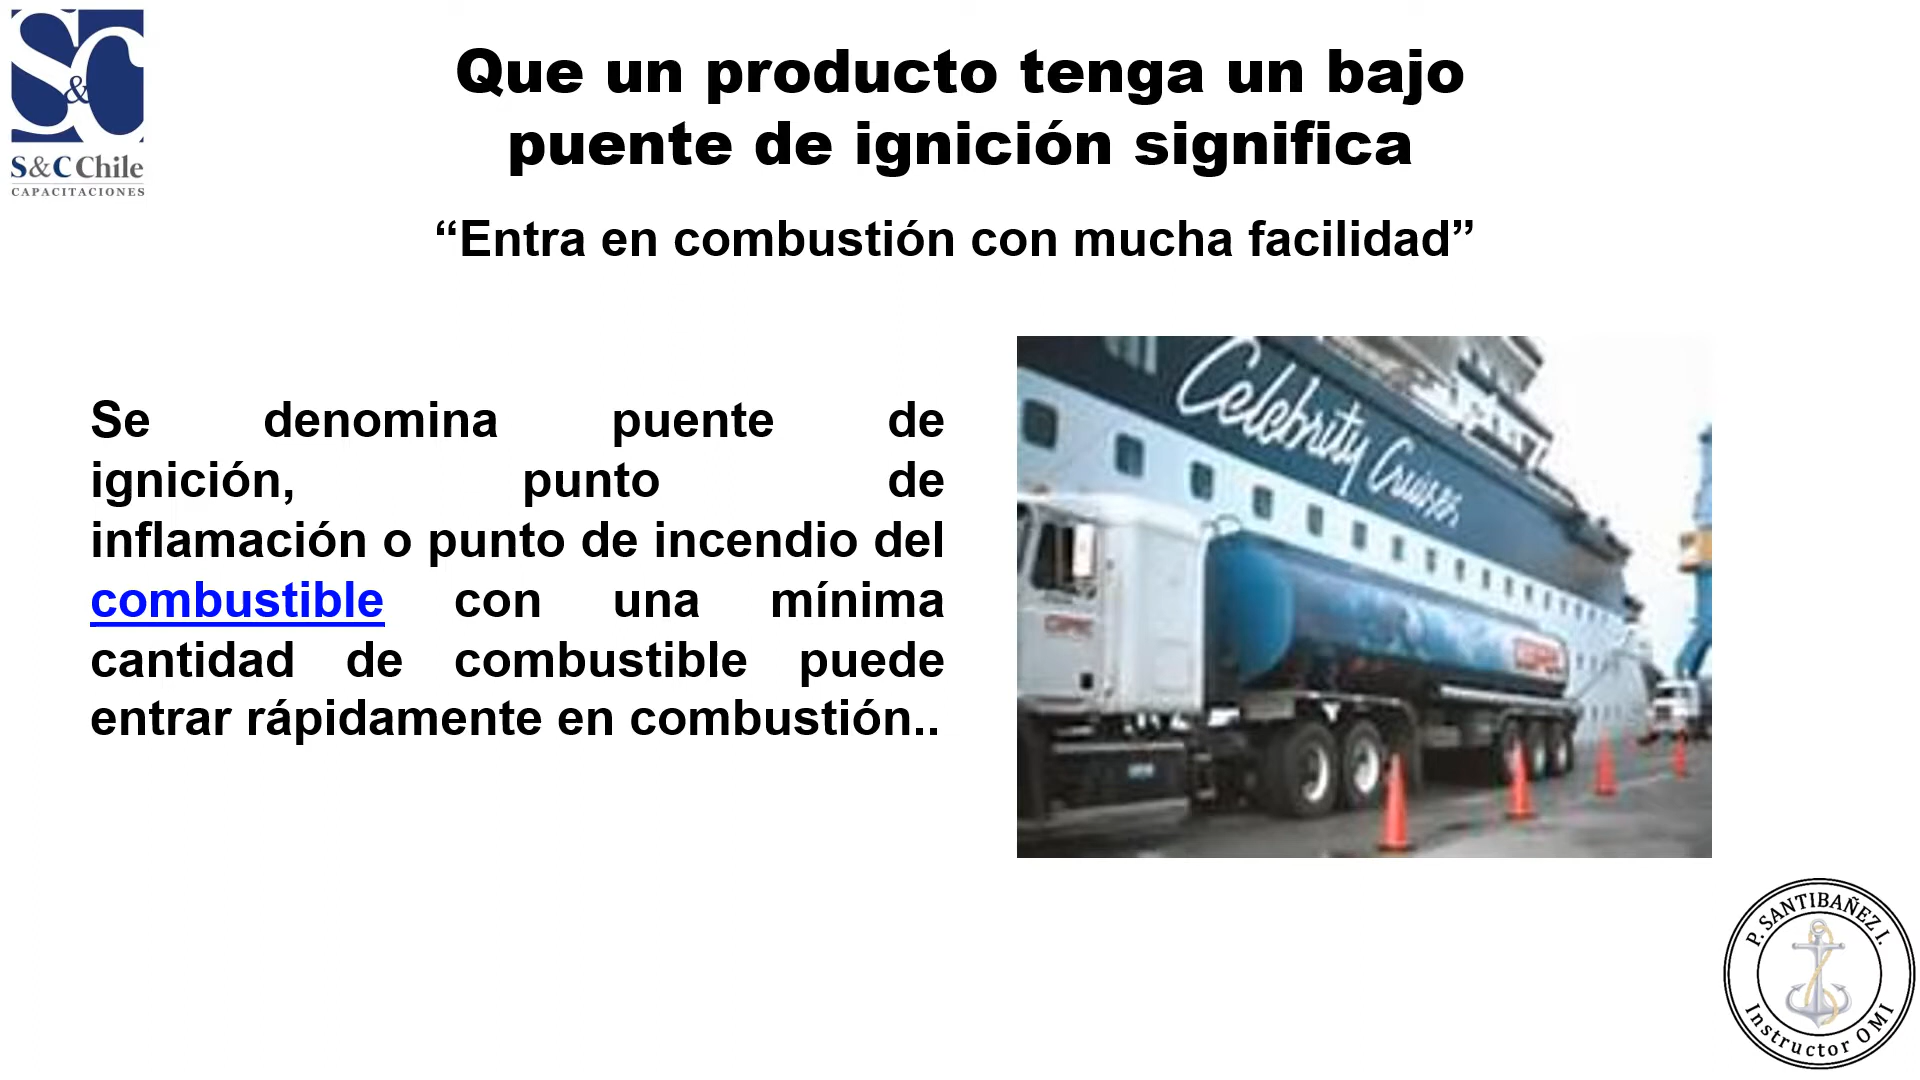 S&C
S&C Chile
CAPACITACIONES
Que un producto tenga un bajo
puente de ignición significa
“Entra en combustión con mucha facilidad”
Se denomina puente de
ignición, punto de
inflamación o punto de incendio del
combustible con una mínima
cantidad de combustible puede
entrar rápidamente en combustión..
Celebrity Cruises
P. SANTIBAÑEZ I.
Instructor OMI